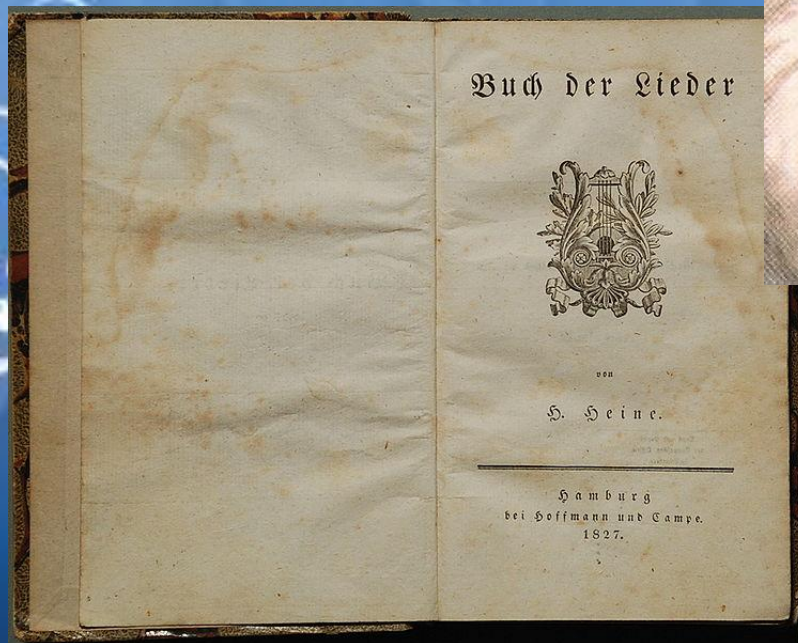 Buch der Lieder
von
H. Heine.
Hamburg
bei Hoffmann und Campe.
1827.